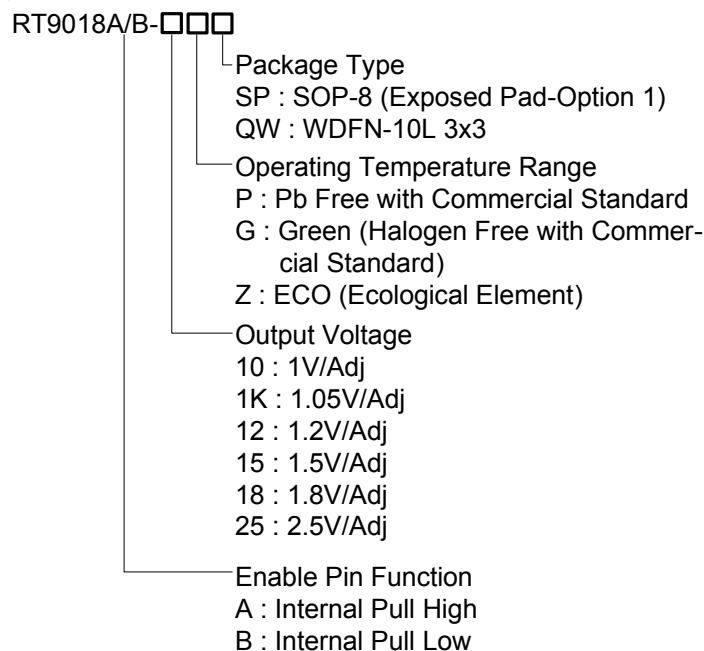 RT9018A/B-□□□
Package Type
SP : SOP-8 (Exposed Pad-Option 1)
QW : WDFN-10L 3x3
Operating Temperature Range
P : Pb Free with Commercial Standard
G : Green (Halogen Free with Commer-
cial Standard)
Z : ECO (Ecological Element)
Output Voltage
10 : 1V/Adj
1K : 1.05V/Adj
12 : 1.2V/Adj
15 : 1.5V/Adj
18 : 1.8V/Adj
25 : 2.5V/Adj
Enable Pin Function
A : Internal Pull High
B : Internal Pull Low